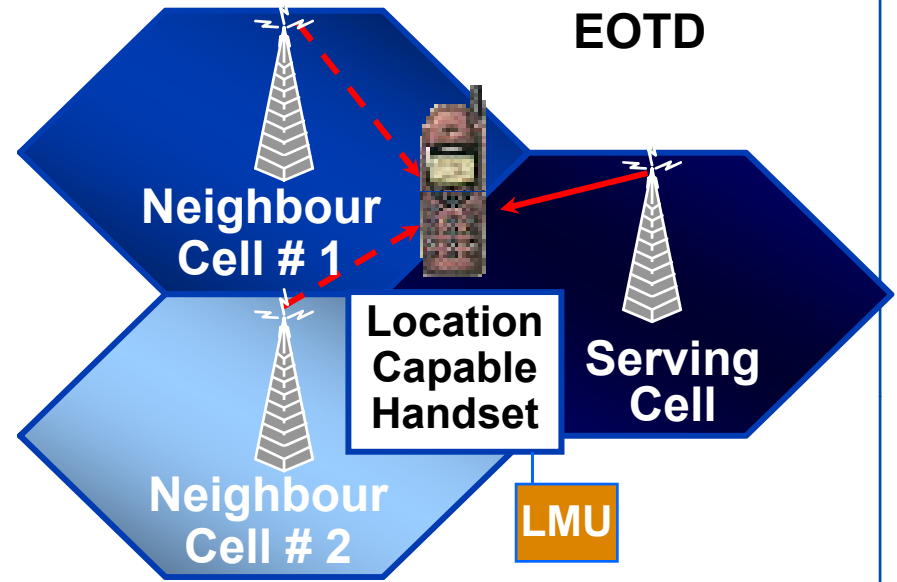 EOTD
Neighbour
Cell # 1
Location
Capable
Handset
Serving
Cell
Neighbour
Cell # 2
LMU